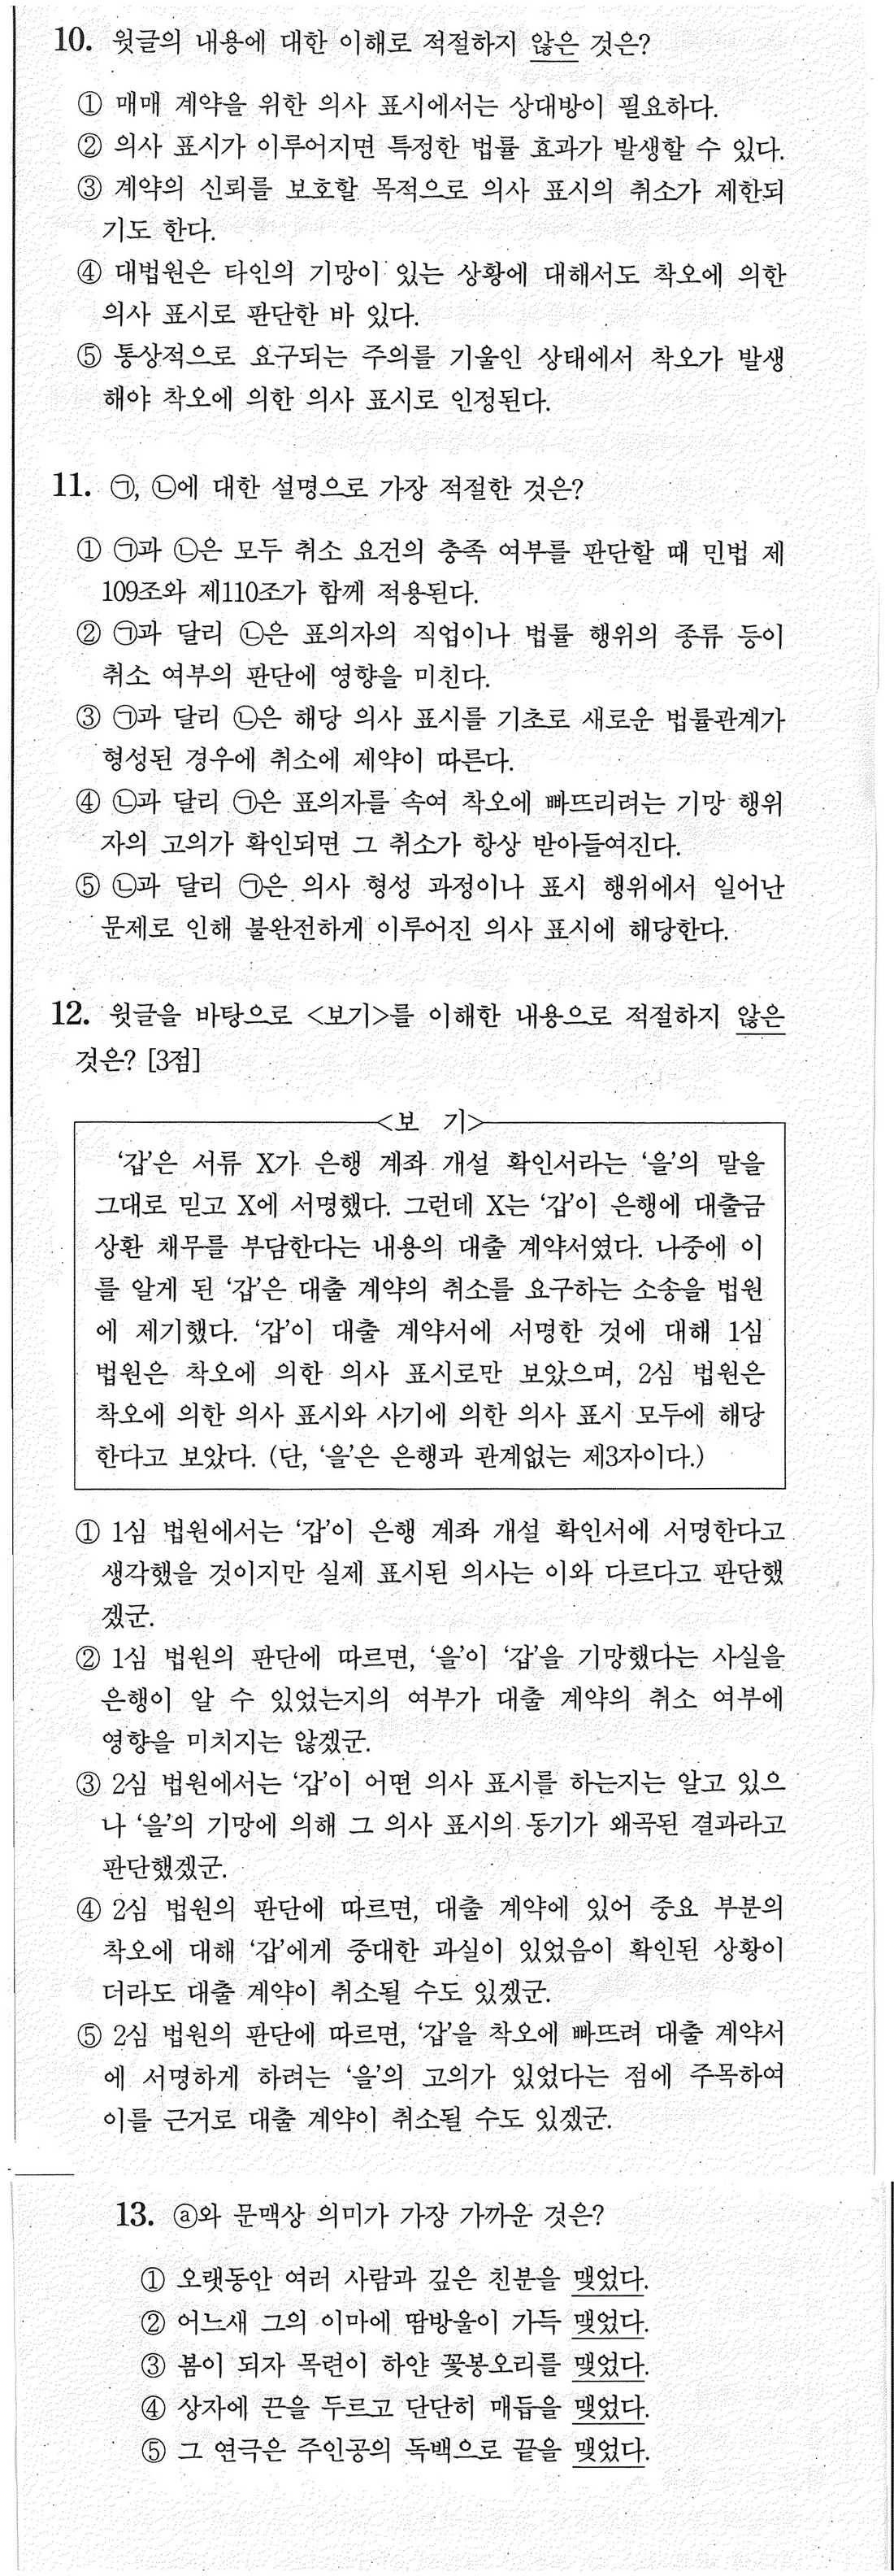 10. 윗글의 내용에 대한 이해로 적절하지 않은 것은?
① 매매 계약을 위한 의사 표시에서는 상대방이 필요하다.
② 의사 표시가 이루어지면 특정한 법률 효과가 발생할 수 있다.
③ 계약의 신뢰를 보호할 목적으로 의사 표시의 취소가 제한되
기도 한다.
④ 대법원은 타인의 기망이 있는 상황에 대해서도 착오에 의한
의사 표시로 판단한 바 있다.
⑤ 통상적으로 요구되는 주의를 기울인 상태에서 착오가 발생
해야 착오에 의한 의사 표시로 인정된다.
11. ㉠, ㉡에 대한 설명으로 가장 적절한 것은?
① ㉠과 ㉡은 모두 취소 요건의 충족 여부를 판단할 때 민법 제
109조와 제110조가 함께 적용된다.
② ㉠과 달리 ㉡은 표의자의 직업이나 법률 행위의 종류 등이
취소 여부의 판단에 영향을 미친다.
③ ㉠과 달리 ㉡은 해당 의사 표시를 기초로 새로운 법률관계가
형성된 경우에 취소에 제약이 따른다.
④ ㉡과 달리 ㉠은 표의자를 속여 착오에 빠뜨리려는 기망 행위
자의 고의가 확인되면 그 취소가 항상 받아들여진다.
⑤ ㉡과 달리 ㉠은 의사 형성 과정이나 표시 행위에서 일어난
문제로 인해 불완전하게 이루어진 의사 표시에 해당한다.
12. 윗글을 바탕으로 <보기>를 이해한 내용으로 적절하지 않은
것은? [3점]
<보 기>
‘갑’은 서류 X가 은행 계좌 개설 확인서라는 ‘을’의 말을
그대로 믿고 X에 서명했다. 그런데 X는 ‘갑’이 은행에 대출금
상환 채무를 부담한다는 내용의 대출 계약서였다. 나중에 이
를 알게 된 ‘갑’은 대출 계약의 취소를 요구하는 소송을 법원
에 제기했다. ‘갑’이 대출 계약서에 서명한 것에 대해 1심
법원은 착오에 의한 의사 표시로만 보았으며, 2심 법원은
착오에 의한 의사 표시와 사기에 의한 의사 표시 모두에 해당
한다고 보았다. (단, ‘을’은 은행과 관계없는 제3자이다.)
① 1심 법원에서는 ‘갑’이 은행 계좌 개설 확인서에 서명한다고
생각했을 것이지만 실제 표시된 의사는 이와 다르다고 판단했
겠군.
② 1심 법원의 판단에 따르면, ‘을’이 ‘갑’을 기망했다는 사실을
은행이 알 수 있었는지의 여부가 대출 계약의 취소 여부에
영향을 미치지는 않겠군.
③ 2심 법원에서는 ‘갑’이 어떤 의사 표시를 하는지는 알고 있으
나 ‘을’의 기망에 의해 그 의사 표시의 동기가 왜곡된 결과라고
판단했겠군.
④ 2심 법원의 판단에 따르면, 대출 계약에 있어 중요 부분의
착오에 대해 ‘갑’에게 중대한 과실이 있었음이 확인된 상황이
더라도 대출 계약이 취소될 수도 있겠군.
⑤ 2심 법원의 판단에 따르면, ‘갑’을 착오에 빠뜨려 대출 계약서
에 서명하게 하려는 ‘을’의 고의가 있었다는 점에 주목하여
이를 근거로 대출 계약이 취소될 수도 있겠군.
13. ⓐ와 문맥상 의미가 가장 가까운 것은?
① 오랫동안 여러 사람과 깊은 친분을 맺었다.
② 어느새 그의 이마에 땀방울이 가득 맺었다.
③ 봄이 되자 목련이 하얀 꽃봉오리를 맺었다.
④ 상자에 끈을 두르고 단단히 매듭을 맺었다.
⑤ 그 연극은 주인공의 독백으로 끝을 맺었다.